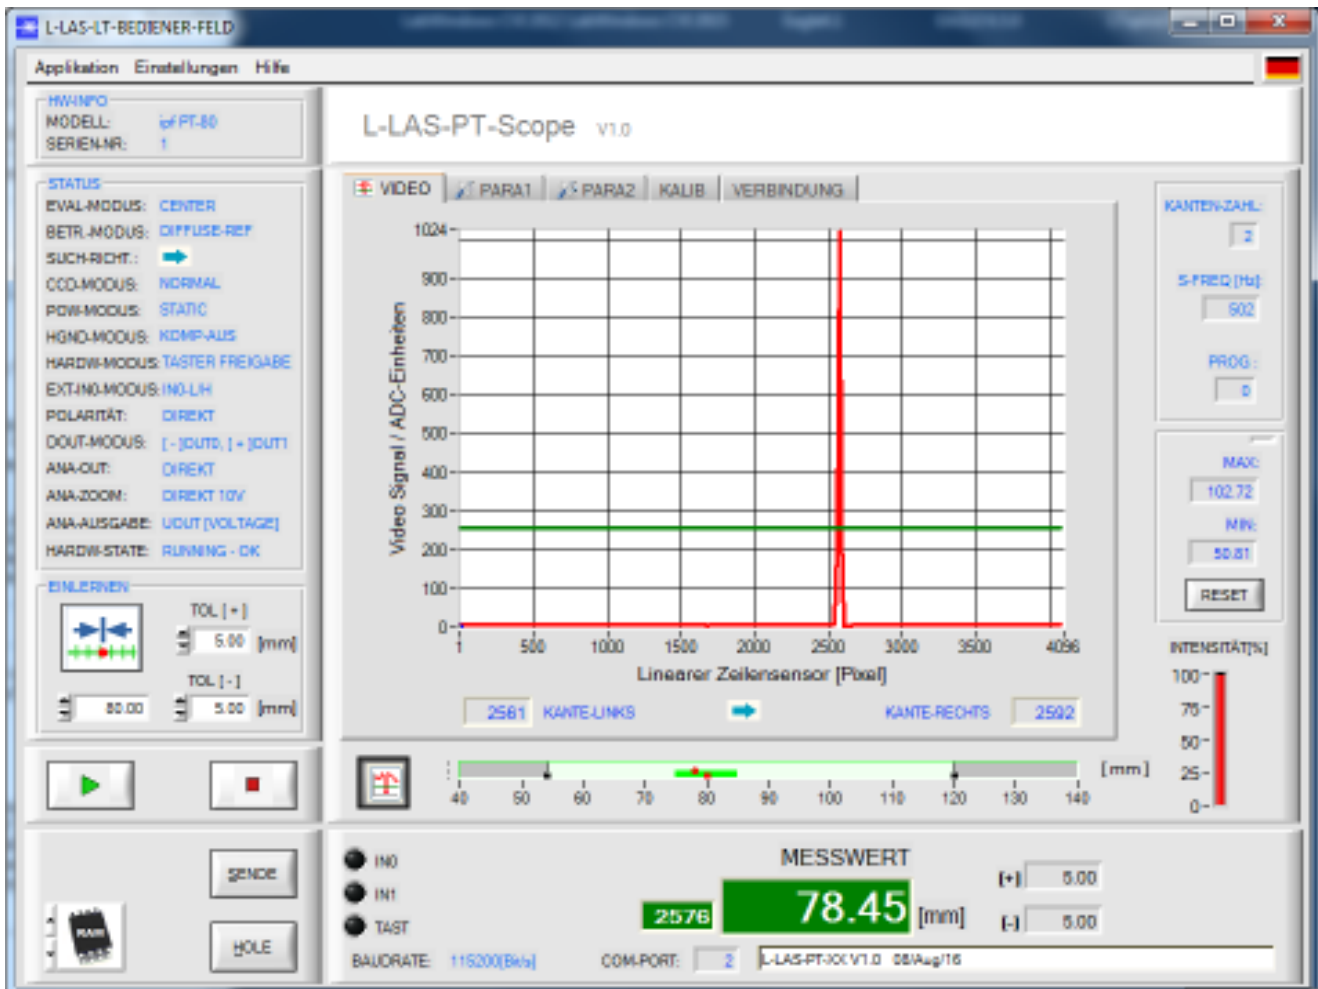 L-LAS-LT-BEDIENER-FELD
Applikation Einstellungen Hilfe
HW-INFO
MODELL: PT-80
SERIEN-NR: 1
L-LAS-PT-Scope V1.0
STATUS
EVAL-MODUS: CENTER
BETR.-MODUS: DIFFUSE-REF
SUCH-RICHT.:
CCD-MODUS: NORMAL
POW-MODUS: STATIC
HGND-MODUS: KOMP-AUS
HARDW-MODUS: TASTER FREIGABE
EXT-IN0-MODUS: IN0-L/H
POLARITÄT: DIREKT
DOUT-MODUS: [ - ]OUT0, [ + ]OUT1
ANA-OUT: DIREKT
ANA-ZOOM: DIREKT 10V
ANA-AUSGABE: UOUT [VOLTAGE]
HARDW-STATE: RUNNING - OK
EINLERNEN
TOL [ + ]
5.00 [mm]
TOL [ - ]
80.00 5.00 [mm]
VIDEO PARA1 PARA2 KALIB VERBINDUNG
Video Signal / ADC-Einheiten
1024
900
800
700
600
500
400
300
200
100
0
1 500 1000 1500 2000 2500 3000 3500 4096
Linearer Zeilensensor [Pixel]
2561 KANTE-LINKS KANTE-RECHTS 2592
40 50 60 70 80 90 100 110 120 130 140
[mm]
KANTEN-ZAHL:
2
S-FREQ [Hz]:
502
PROG :
0
MAX:
102.72
MIN:
50.81
RESET
INTENSITÄT[%]
100
75
50
25
0
SENDE
RAM
HOLE
IN0
IN1
TAST
MESSWERT
2576 78.45 [mm]
[+] 5.00
[-] 5.00
BAUDRATE: 115200[Bit/s] COM-PORT: 2 L-LAS-PT-XX V1.0 08/Aug/16